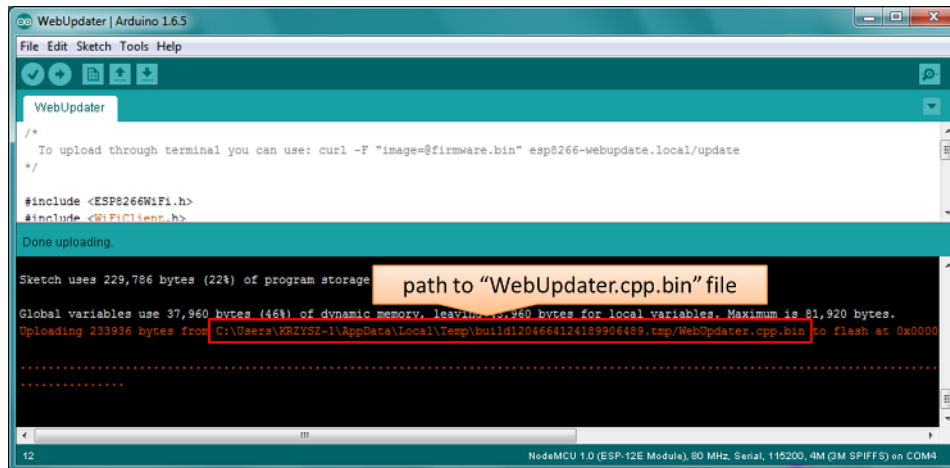 WebUpdater | Arduino 1.6.5
File Edit Sketch Tools Help
WebUpdater
/*
To upload through terminal you can use: curl -F "image=@firmware.bin" esp8266-webupdate.local/update
*/
#include <ESP8266WiFi.h>
#include <WiFiClient.h>
Done uploading.
Sketch uses 229,786 bytes (22%) of program storage
path to “WebUpdater.cpp.bin” file
Global variables use 37,960 bytes (46%) of dynamic memory, leaving 43,960 bytes for local variables. Maximum is 81,920 bytes.
Uploading 233936 bytes from C:\Users\KRZYSZ~1\AppData\Local\Temp\build1204664124189906489.tmp/WebUpdater.cpp.bin to flash at 0x0000
12
NodeMCU 1.0 (ESP-12E Module), 80 MHz, Serial, 115200, 4M (3M SPIFFS) on COM4